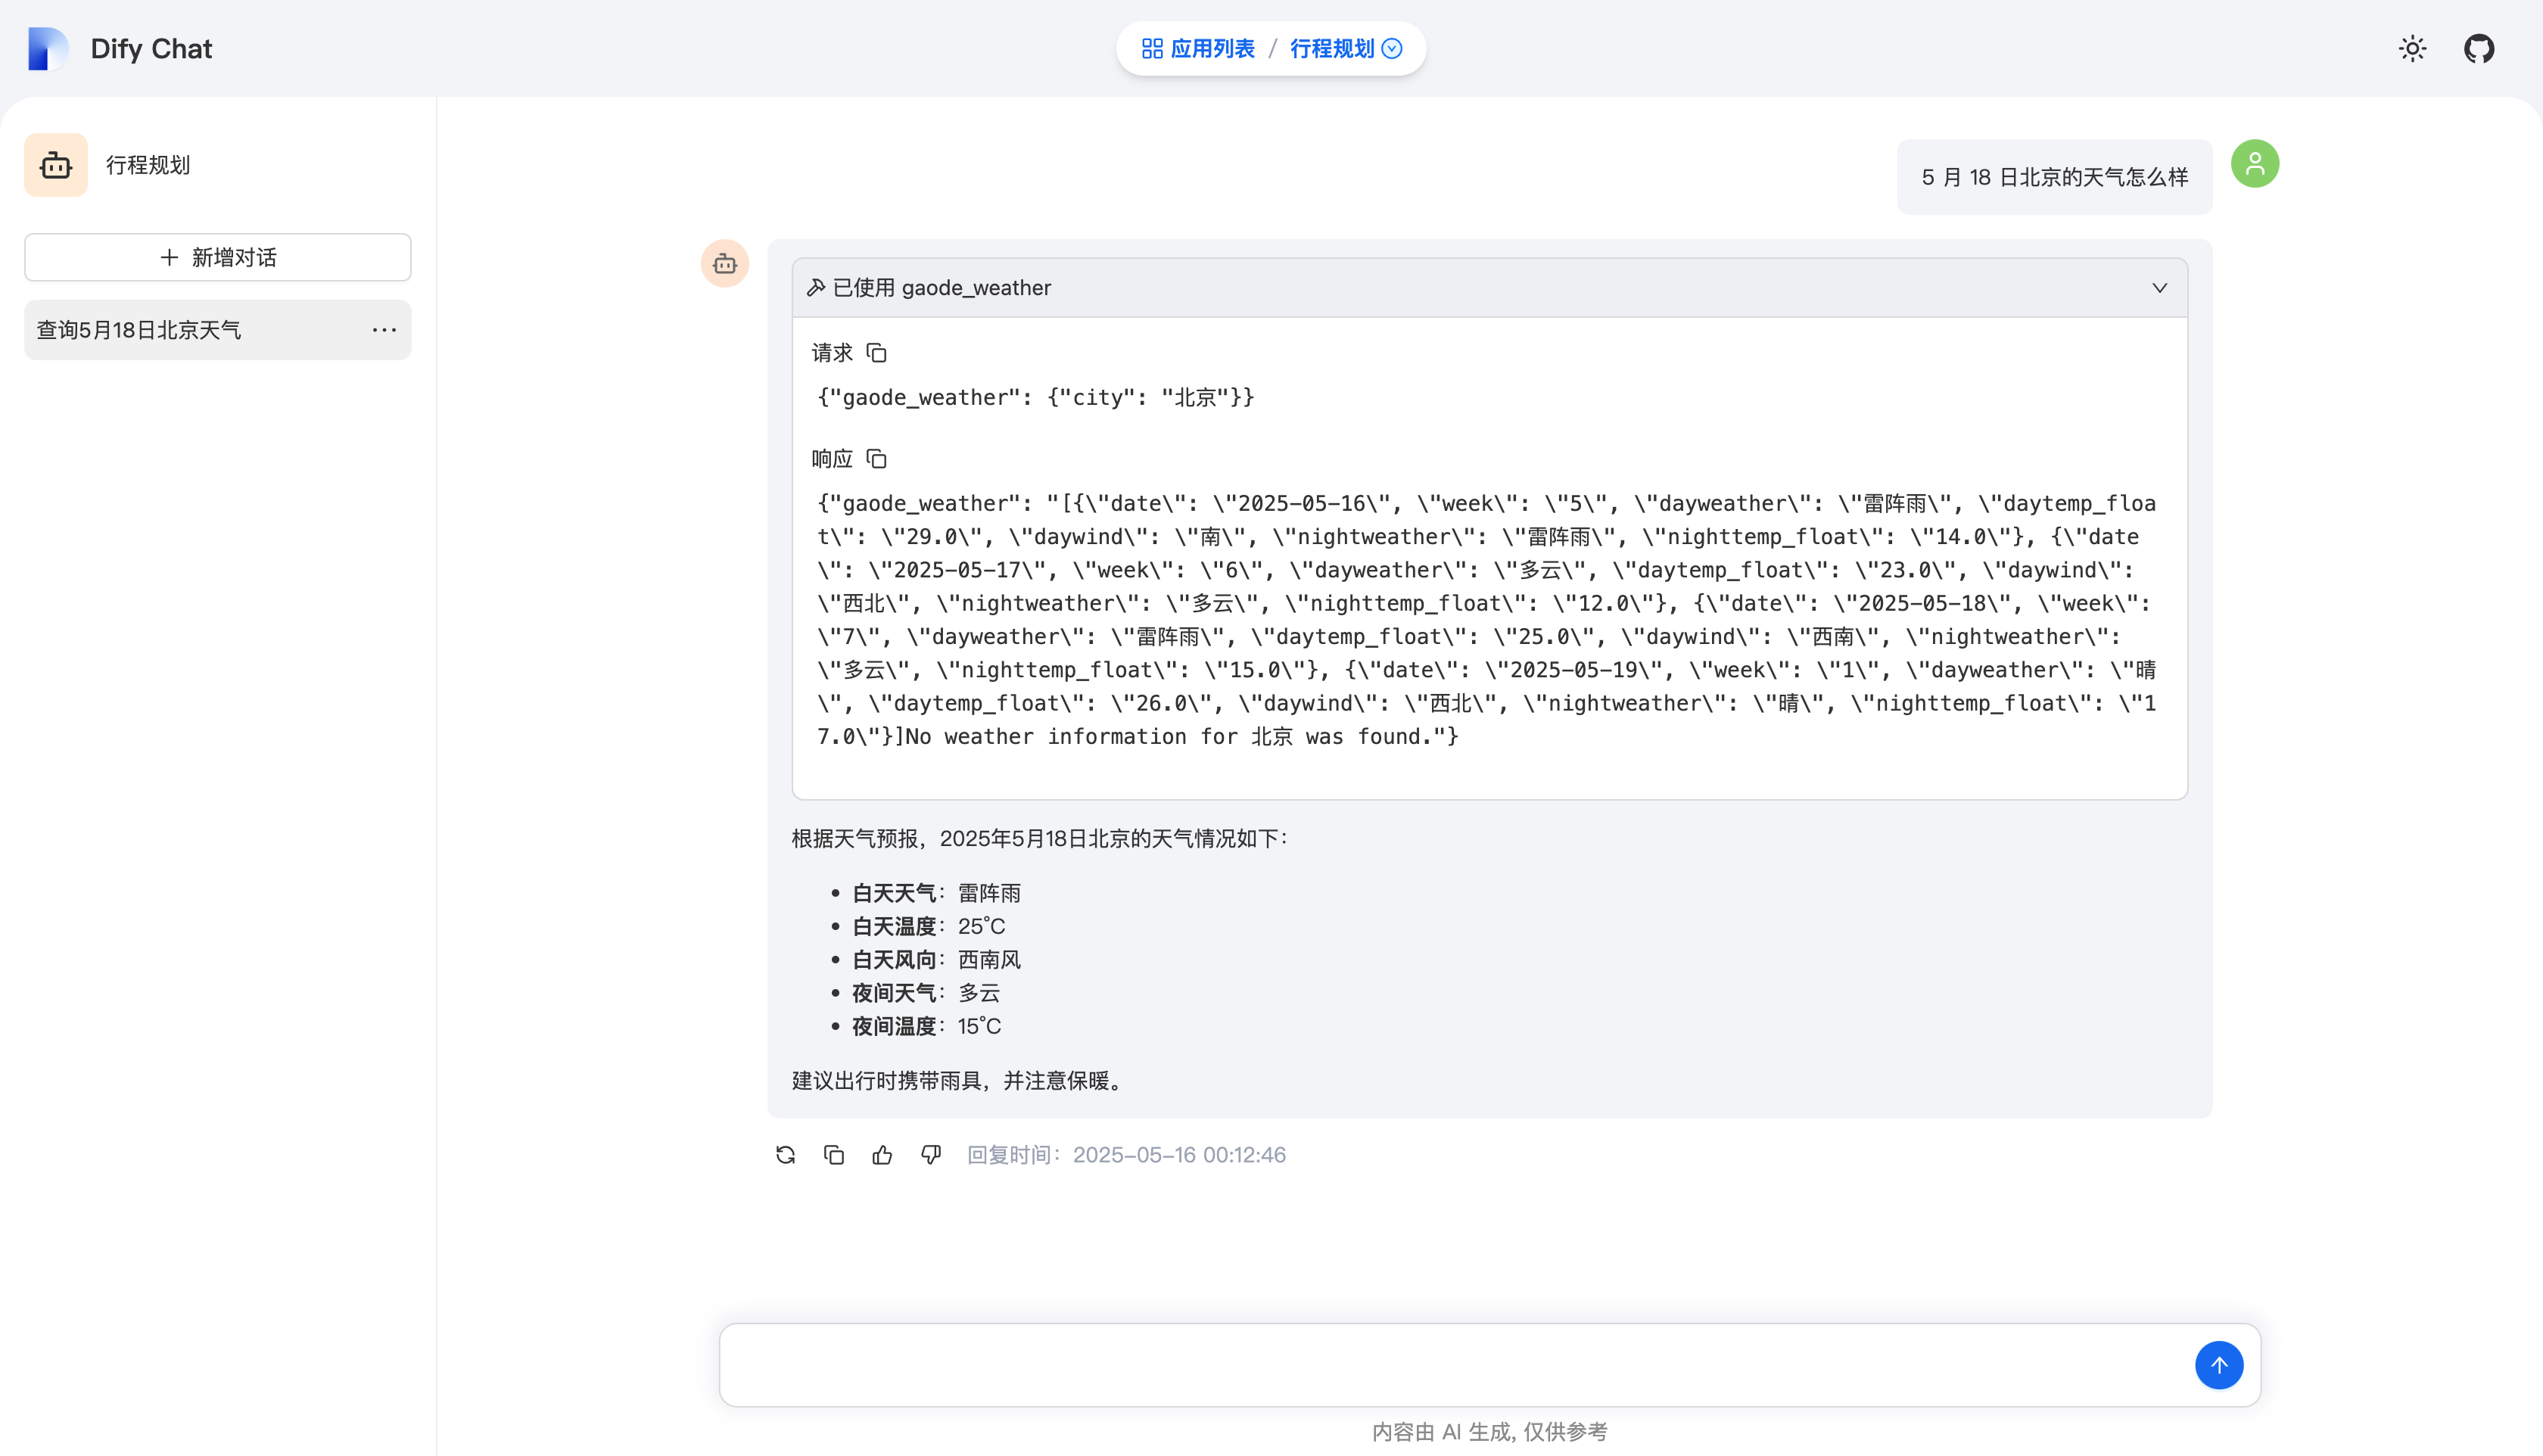 Dify Chat
应用列表 / 行程规划
行程规划
+ 新增对话
查询5月18日北京天气
5 月 18 日北京的天气怎么样
已使用 gaode_weather
请求
{"gaode_weather": {"city": "北京"}}
响应
{"gaode_weather": "[{\"date\": \"2025-05-16\", \"week\": \"5\", \"dayweather\": \"雷阵雨\", \"daytemp_floa
t\": \"29.0\", \"daywind\": \"南\", \"nightweather\": \"雷阵雨\", \"nighttemp_float\": \"14.0\"}, {\"date
\": \"2025-05-17\", \"week\": \"6\", \"dayweather\": \"多云\", \"daytemp_float\": \"23.0\", \"daywind\":
\"西北\", \"nightweather\": \"多云\", \"nighttemp_float\": \"12.0\"}, {\"date\": \"2025-05-18\", \"week\":
\"7\", \"dayweather\": \"雷阵雨\", \"daytemp_float\": \"25.0\", \"daywind\": \"西南\", \"nightweather\":
\"多云\", \"nighttemp_float\": \"15.0\"}, {\"date\": \"2025-05-19\", \"week\": \"1\", \"dayweather\": \"晴
\", \"daytemp_float\": \"26.0\", \"daywind\": \"西北\", \"nightweather\": \"晴\", \"nighttemp_float\": \"1
7.0\"}]No weather information for 北京 was found."}
根据天气预报，2025年5月18日北京的天气情况如下：
• 白天天气：雷阵雨
• 白天温度：25°C
• 白天风向：西南风
• 夜间天气：多云
• 夜间温度：15°C
建议出行时携带雨具，并注意保暖。
回复时间：2025-05-16 00:12:46
内容由 AI 生成, 仅供参考